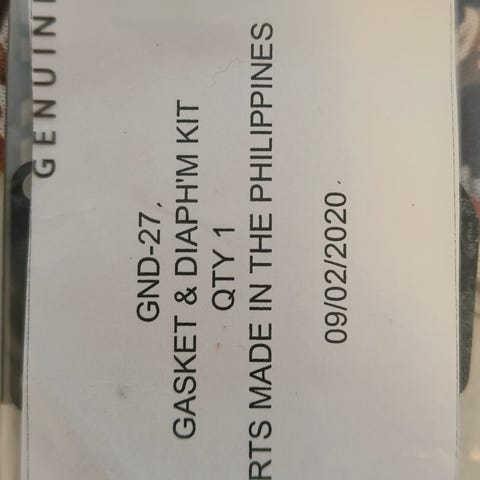 GENUIN
GND-27,
GASKET & DIAPH'M KIT
QTY 1
RTS MADE IN THE PHILIPPINES
09/02/2020